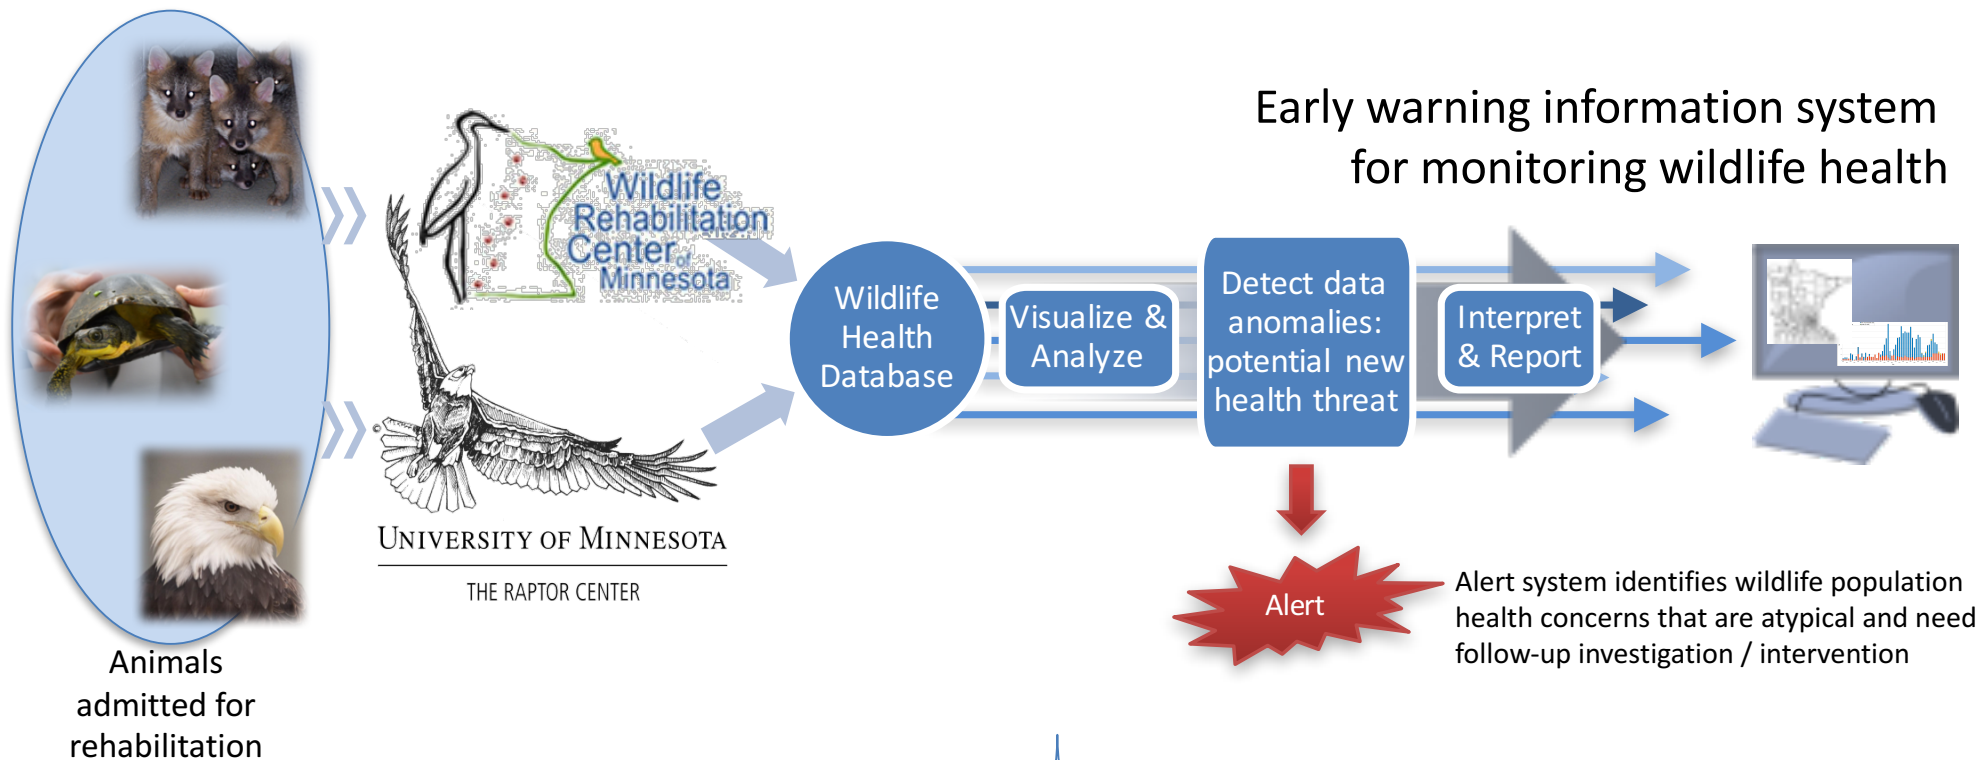 Early warning information system
for monitoring wildlife health
Wildlife
Rehabilitation
Center of
Minnesota
©
UNIVERSITY OF MINNESOTA
THE RAPTOR CENTER
Animals
admitted for
rehabilitation
Wildlife
Health
Database
Visualize &
Analyze
Detect data
anomalies:
potential new
health threat
Interpret
& Report
Alert
Alert system identifies wildlife population
health concerns that are atypical and need
follow-up investigation / intervention